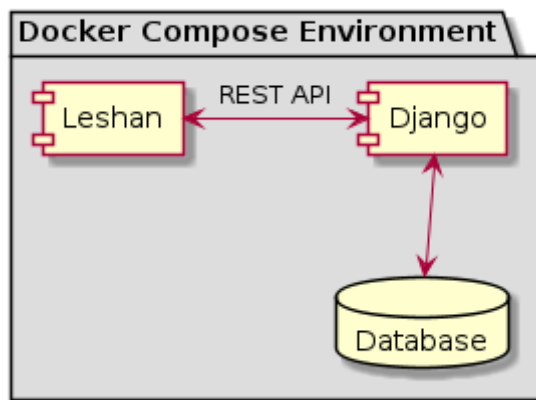 Docker Compose Environment
Leshan
REST API
Django
Database